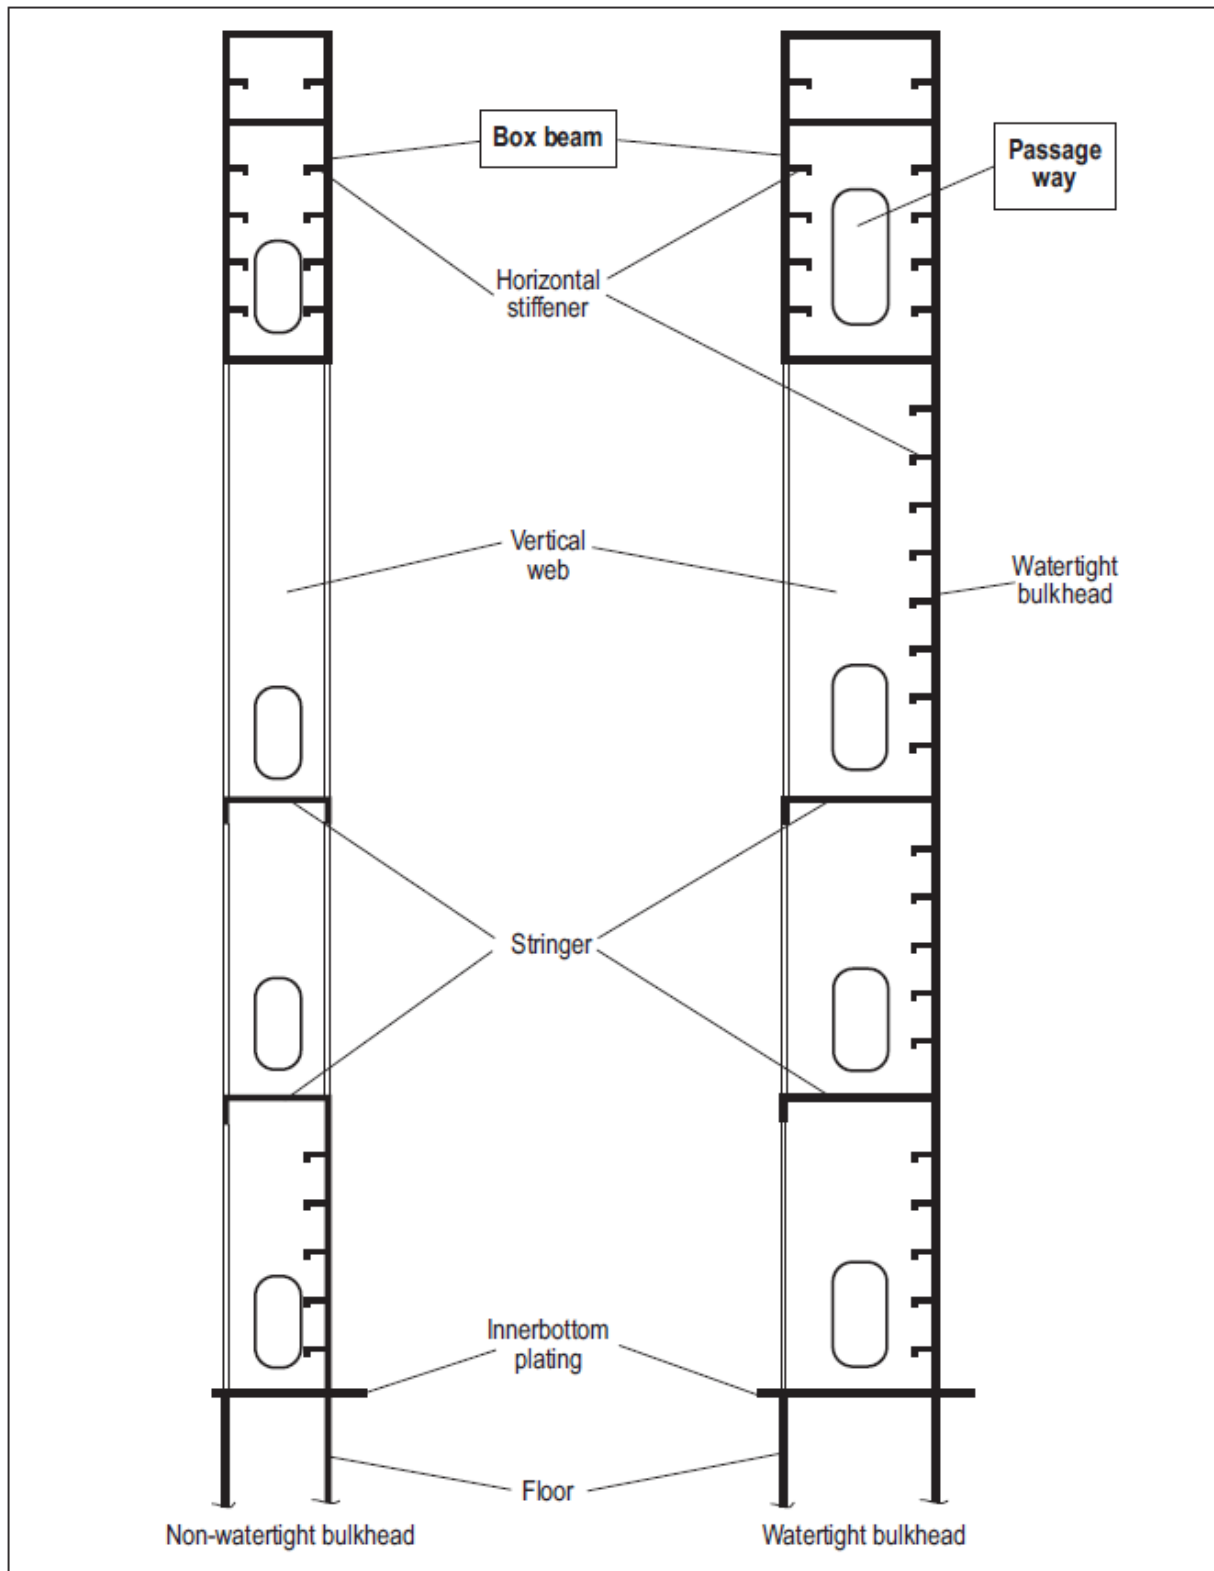 Box beam
Passage
way
Horizontal
stiffener
Vertical
web
Watertight
bulkhead
Stringer
Innerbottom
plating
Floor
Non-watertight bulkhead
Watertight bulkhead